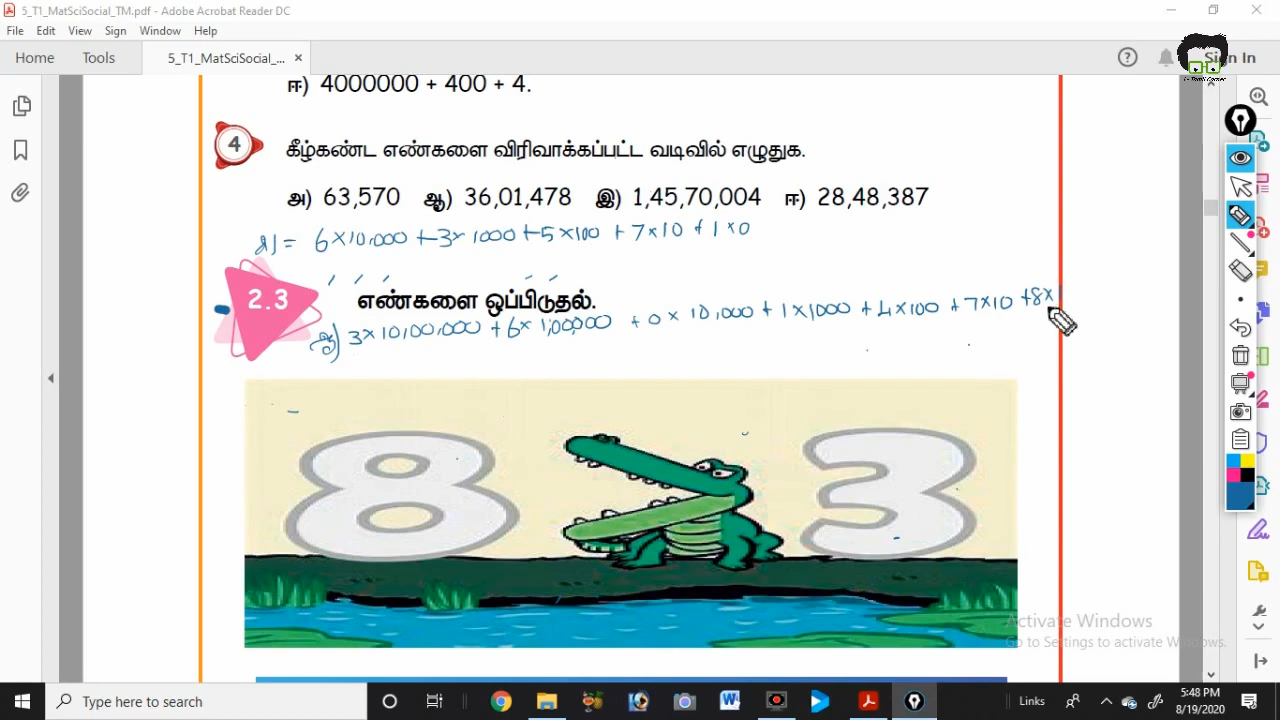 5_T1_MatSciSocial_TM.pdf - Adobe Acrobat Reader DC
File Edit View Sign Window Help
Home Tools 5_T1_MatSciSocial_... × Sign In
ஈ) 4000000 + 400 + 4.
4 கீழ்கண்ட எண்களை விரிவாக்கப்பட்ட வடிவில் எழுதுக.
அ) 63,570 ஆ) 36,01,478 இ) 1,45,70,004 ஈ) 28,48,387
அ) = 6×10,000 + 3×1000 + 5×100 + 7×10 + 1×0
2.3 எண்களை ஒப்பிடுதல்.
ஆ) 3×10,00,000 + 6×1,00,000 + 0×10,000 + 1×1000 + 4×100 + 7×10 + 8×
8 3
Activate Windows
Go to Settings to activate Windows.
Type here to search Links 5:48 PM
8/19/2020